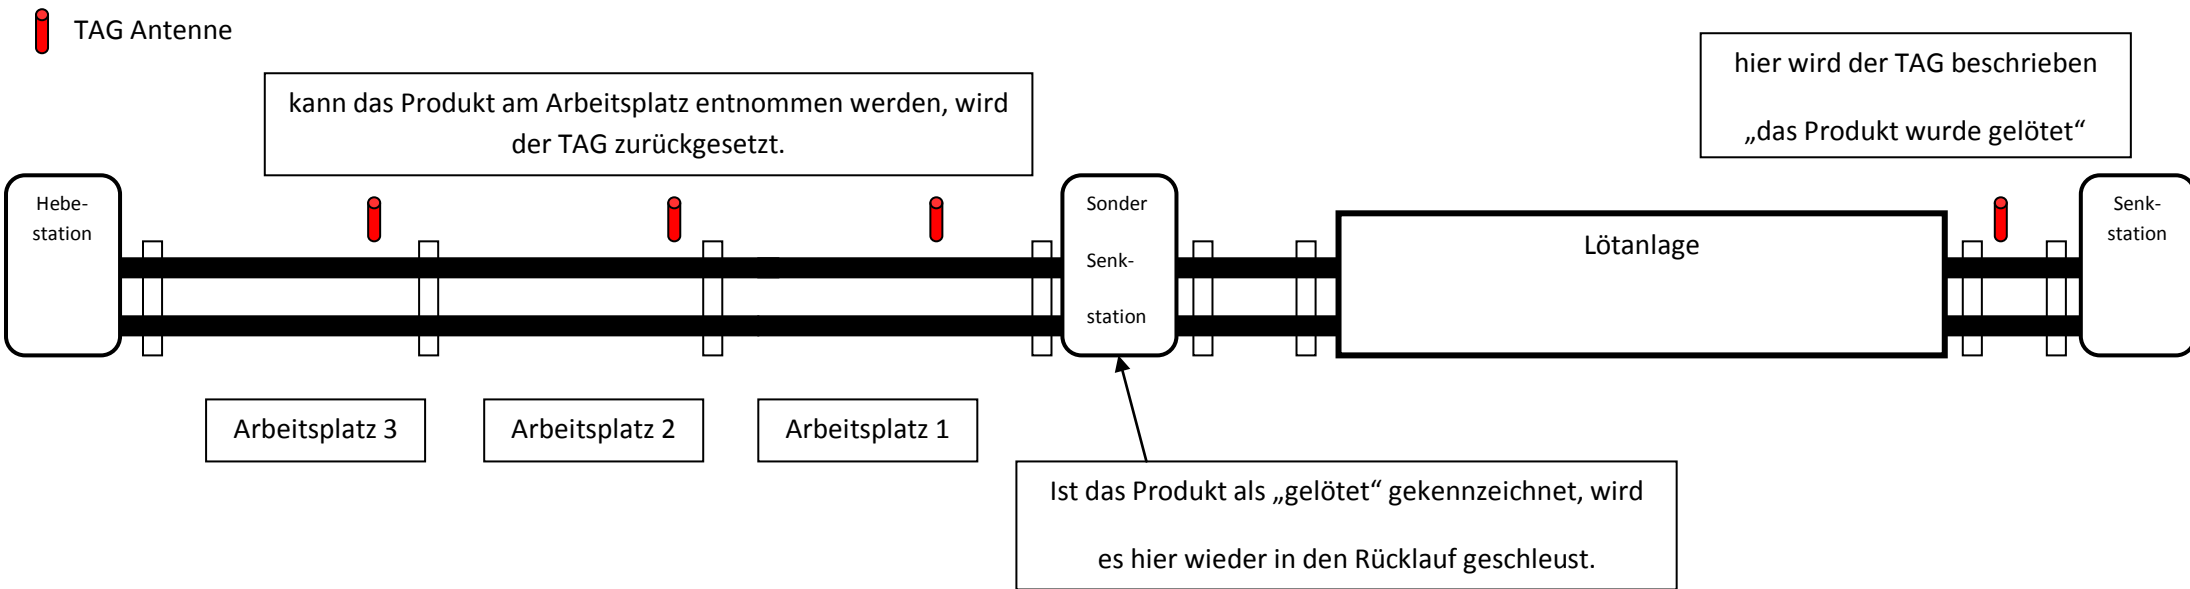 TAG Antenne
kann das Produkt am Arbeitsplatz entnommen werden, wird
der TAG zurückgesetzt.
hier wird der TAG beschrieben
„das Produkt wurde gelötet“
Hebe-
station
Sonder
Senk-
station
Lötanlage
Senk-
station
Arbeitsplatz 3
Arbeitsplatz 2
Arbeitsplatz 1
Ist das Produkt als „gelötet“ gekennzeichnet, wird
es hier wieder in den Rücklauf geschleust.